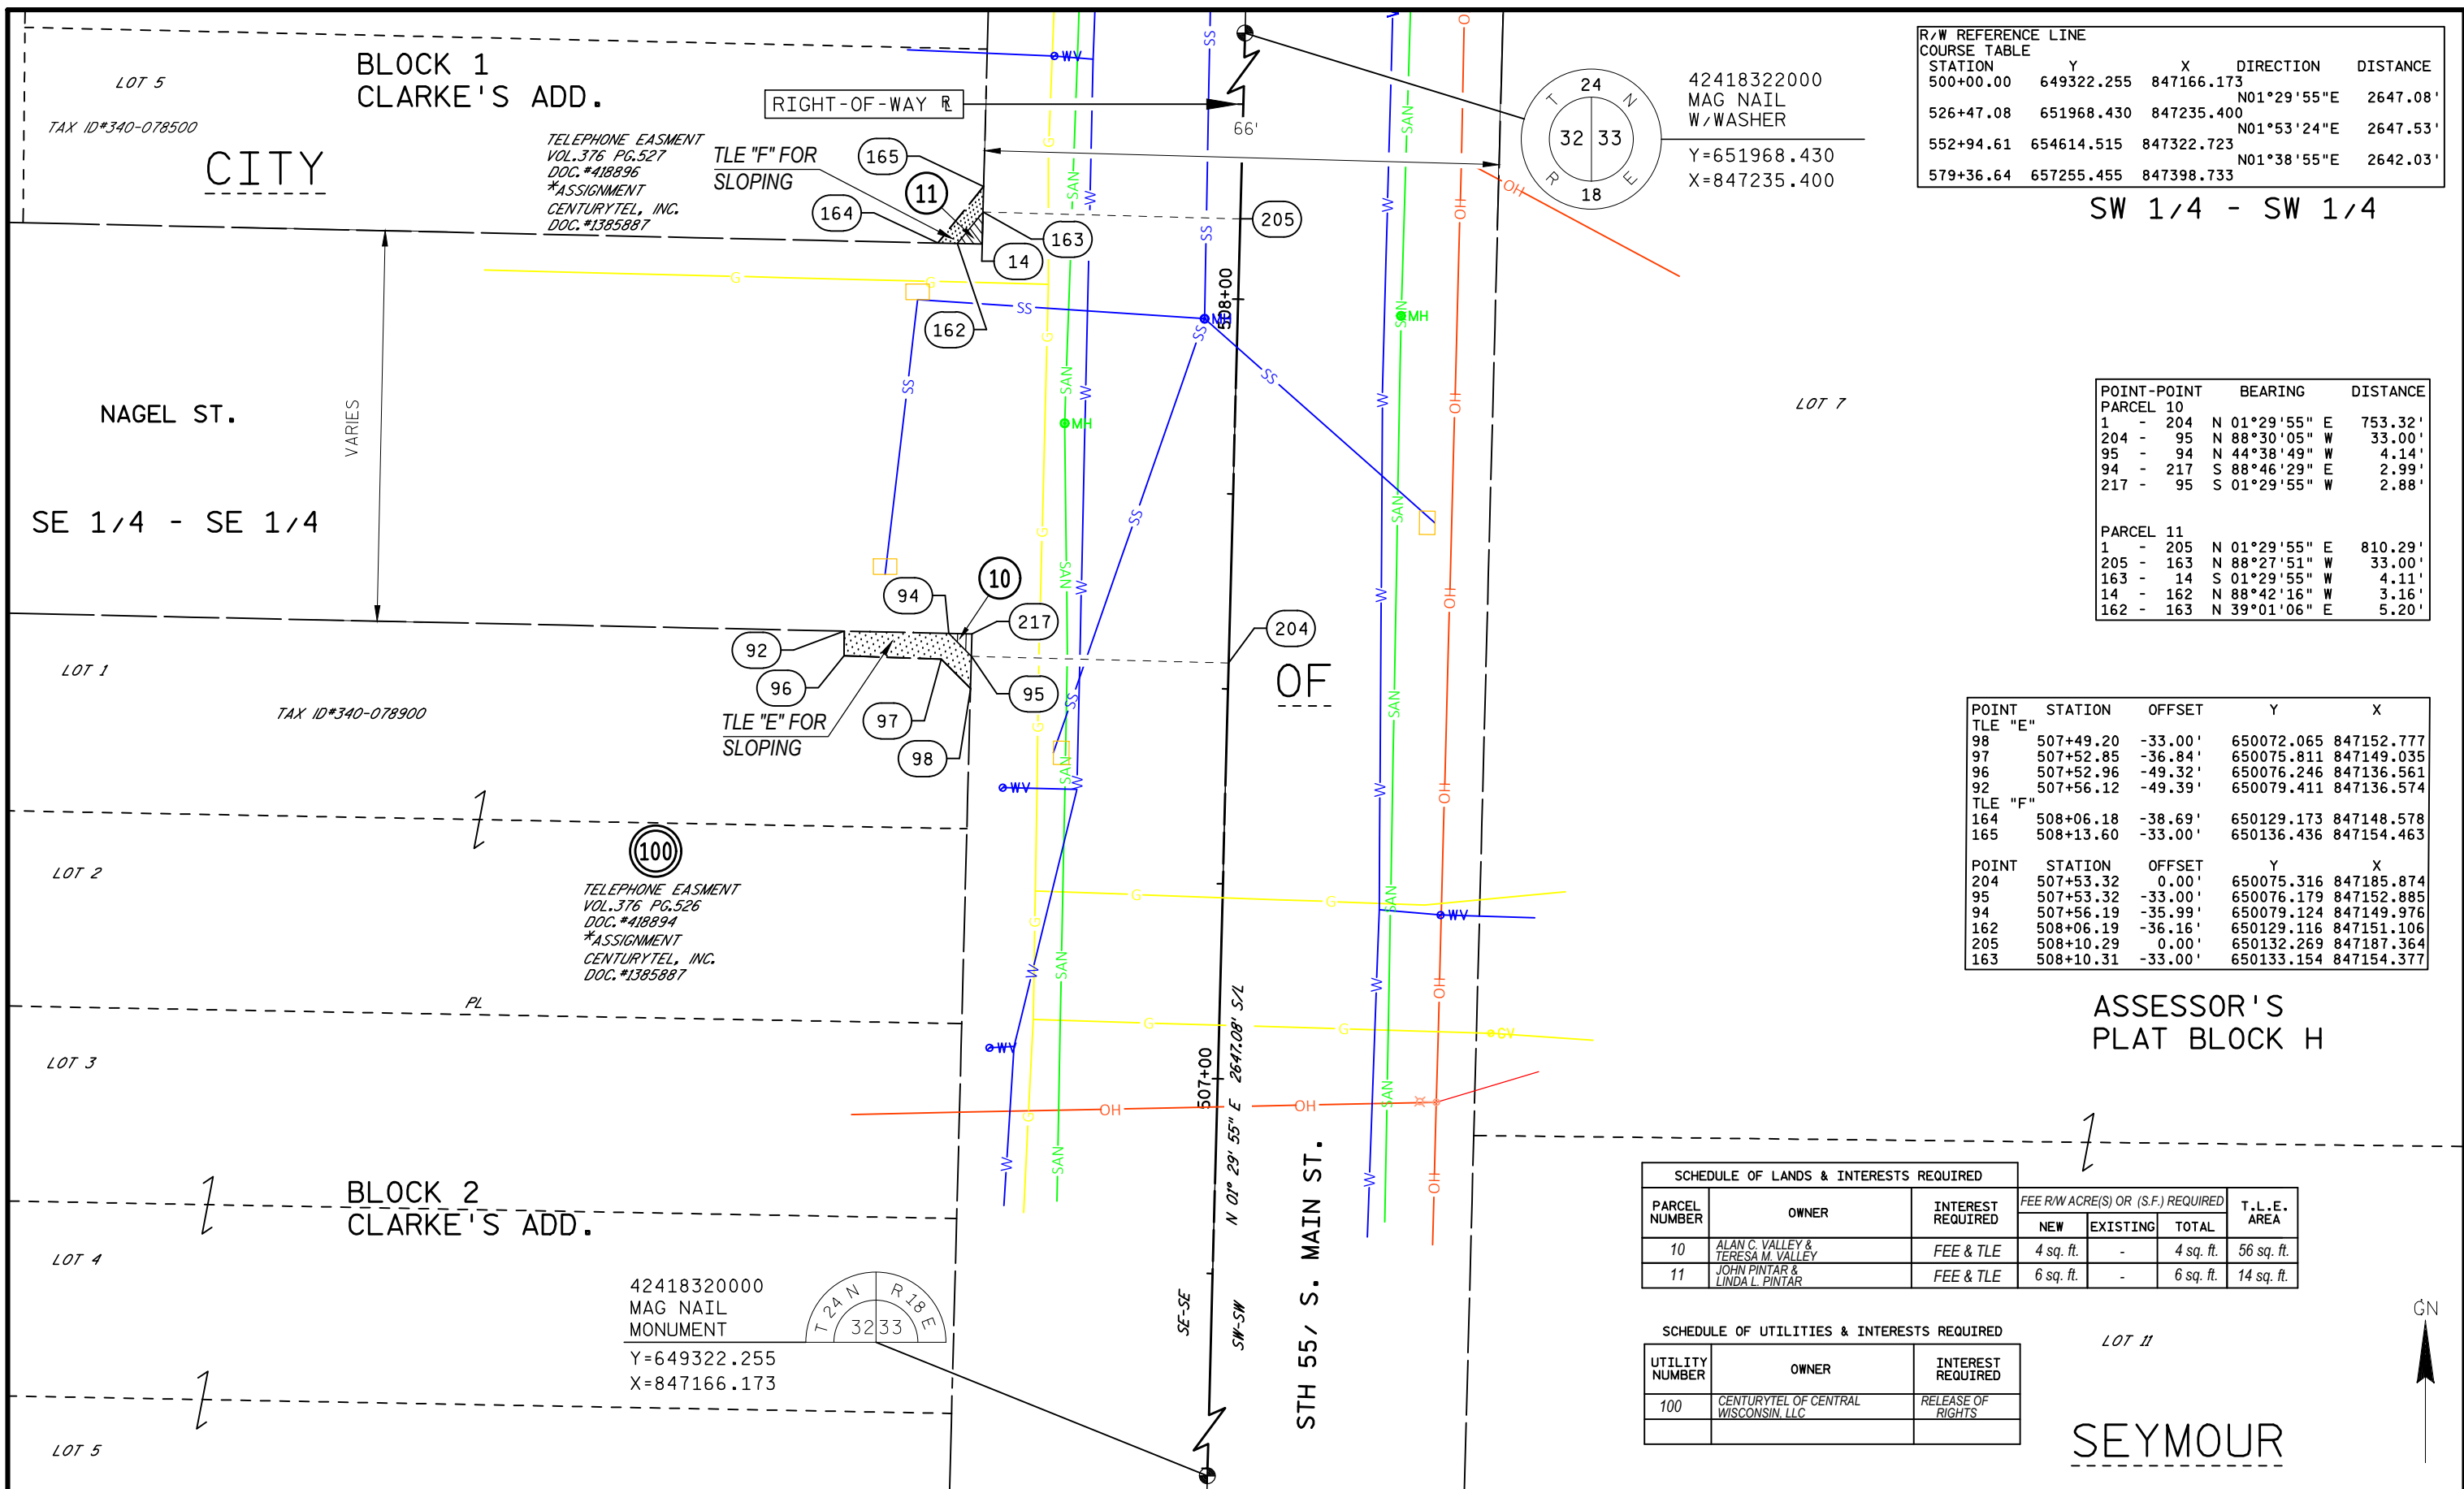 BLOCK 1
CLARKE'S ADD.
LOT 5
TAX ID#340-078500
CITY
TELEPHONE EASMENT
VOL.376 PG.527
DOC.#418896
*ASSIGNMENT
CENTURYTEL, INC.
DOC.#1385887
TLE "F" FOR
SLOPING
RIGHT-OF-WAY
66'
165
11
164
163
14
162
205
24
T N
32 33
R E
18
42418322000
MAG NAIL
W/WASHER
Y=651968.430
X=847235.400
R/W REFERENCE LINE
COURSE TABLE
STATION Y X DIRECTION DISTANCE
500+00.00 649322.255 847166.173
N01°29'55"E 2647.08'
526+47.08 651968.430 847235.400
N01°53'24"E 2647.53'
552+94.61 654614.515 847322.723
N01°38'55"E 2642.03'
579+36.64 657255.455 847398.733
SW 1/4 - SW 1/4
508+00
NAGEL ST.
VARIES
SE 1/4 - SE 1/4
LOT 7
POINT-POINT BEARING DISTANCE
PARCEL 10
1 - 204 N 01°29'55" E 753.32'
204 - 95 N 88°30'05" W 33.00'
95 - 94 N 44°38'49" W 4.14'
94 - 217 S 88°46'29" E 2.99'
217 - 95 S 01°29'55" W 2.88'
PARCEL 11
1 - 205 N 01°29'55" E 810.29'
205 - 163 N 88°27'51" W 33.00'
163 - 14 S 01°29'55" W 4.11'
14 - 162 N 88°42'16" W 3.16'
162 - 163 N 39°01'06" E 5.20'
10
94
217
92
96
95
97
98
204
OF
TLE "E" FOR
SLOPING
LOT 1
TAX ID#340-078900
POINT STATION OFFSET Y X
TLE "E"
98 507+49.20 -33.00' 650072.065 847152.777
97 507+52.85 -36.84' 650075.811 847149.035
96 507+52.96 -49.32' 650076.246 847136.561
92 507+56.12 -49.39' 650079.411 847136.574
TLE "F"
164 508+06.18 -38.69' 650129.173 847148.578
165 508+13.60 -33.00' 650136.436 847154.463
POINT STATION OFFSET Y X
204 507+53.32 0.00' 650075.316 847185.874
95 507+53.32 -33.00' 650076.179 847152.885
94 507+56.19 -35.99' 650079.124 847149.976
162 508+06.19 -36.16' 650129.116 847151.106
205 508+10.29 0.00' 650132.269 847187.364
163 508+10.31 -33.00' 650133.154 847154.377
ASSESSOR'S
PLAT BLOCK H
LOT 2
100
TELEPHONE EASMENT
VOL.376 PG.526
DOC.#418894
*ASSIGNMENT
CENTURYTEL, INC.
DOC.#1385887
PL
LOT 3
507+00
N 01° 29' 55" E 2647.08' S/L
STH 55/ S. MAIN ST.
SE-SE
SW-SW
BLOCK 2
CLARKE'S ADD.
LOT 4
42418320000
MAG NAIL
MONUMENT
Y=649322.255
X=847166.173
T 24 N R 18 E
32 33
LOT 5
SCHEDULE OF LANDS & INTERESTS REQUIRED
PARCEL NUMBER OWNER INTEREST REQUIRED FEE R/W ACRE(S) OR (S.F.) REQUIRED T.L.E. AREA
NEW EXISTING TOTAL
10 ALAN C. VALLEY & TERESA M. VALLEY FEE & TLE 4 sq. ft. - 4 sq. ft. 56 sq. ft.
11 JOHN PINTAR & LINDA L. PINTAR FEE & TLE 6 sq. ft. - 6 sq. ft. 14 sq. ft.
SCHEDULE OF UTILITIES & INTERESTS REQUIRED
UTILITY NUMBER OWNER INTEREST REQUIRED
100 CENTURYTEL OF CENTRAL WISCONSIN, LLC RELEASE OF RIGHTS
LOT 11
GN
SEYMOUR